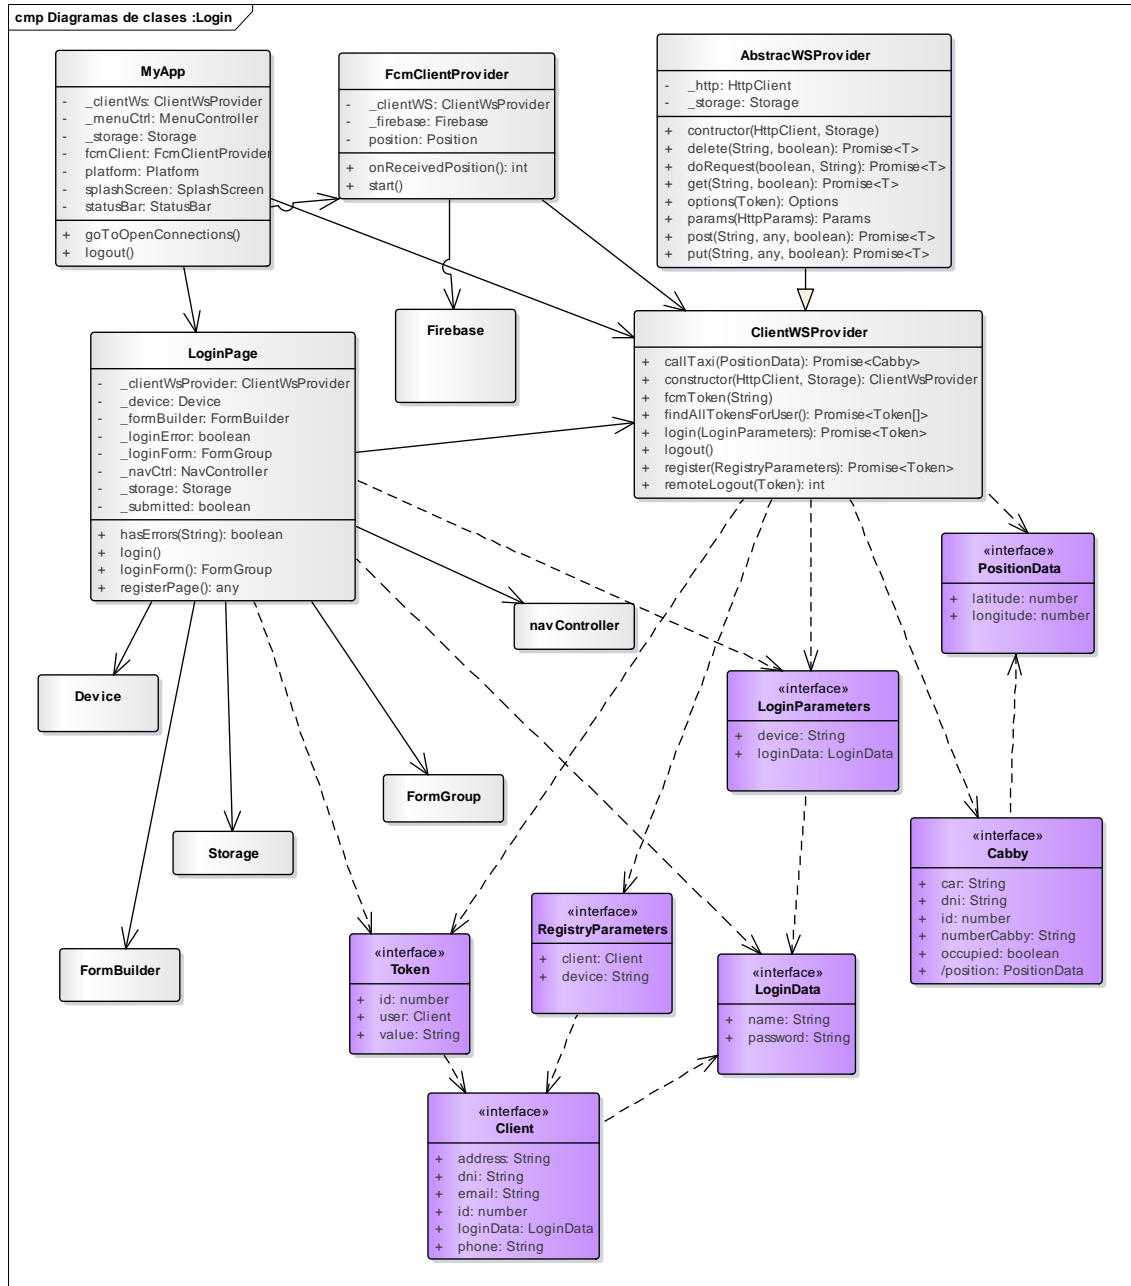 cmp Diagramas de clases :Login
MyApp
- _clientWs: ClientWsProvider
- _menuCtrl: MenuController
- _storage: Storage
- fcmClient: FcmClientProvider
- platform: Platform
- splashScreen: SplashScreen
- statusBar: StatusBar
+ goToOpenConnections()
+ logout()
FcmClientProvider
- _clientWS: ClientWsProvider
- _firebase: Firebase
- position: Position
+ onReceivedPosition(): int
+ start()
AbstracWSProvider
- _http: HttpClient
- _storage: Storage
+ contructor(HttpClient, Storage)
+ delete(String, boolean): Promise<T>
+ doRequest(boolean, String): Promise<T>
+ get(String, boolean): Promise<T>
+ options(Token): Options
+ params(HttpParams): Params
+ post(String, any, boolean): Promise<T>
+ put(String, any, boolean): Promise<T>
Firebase
ClientWSProvider
+ callTaxi(PositionData): Promise<Cabby>
+ constructor(HttpClient, Storage): ClientWsProvider
+ fcmToken(String)
+ findAllTokensForUser(): Promise<Token[]>
+ login(LoginParameters): Promise<Token>
+ logout()
+ register(RegistryParameters): Promise<Token>
+ remoteLogout(Token): int
LoginPage
- _clientWsProvider: ClientWsProvider
- _device: Device
- _formBuilder: FormBuilder
- _loginError: boolean
- _loginForm: FormGroup
- _navCtrl: NavController
- _storage: Storage
- _submitted: boolean
+ hasErrors(String): boolean
+ login()
+ loginForm(): FormGroup
+ registerPage(): any
«interface»
PositionData
+ latitude: number
+ longitude: number
navController
Device
«interface»
LoginParameters
+ device: String
+ loginData: LoginData
FormGroup
Storage
«interface»
Cabby
+ car: String
+ dni: String
+ id: number
+ numberCabby: String
+ occupied: boolean
+ /position: PositionData
«interface»
RegistryParameters
+ client: Client
+ device: String
FormBuilder
«interface»
Token
+ id: number
+ user: Client
+ value: String
«interface»
LoginData
+ name: String
+ password: String
«interface»
Client
+ address: String
+ dni: String
+ email: String
+ id: number
+ loginData: LoginData
+ phone: String